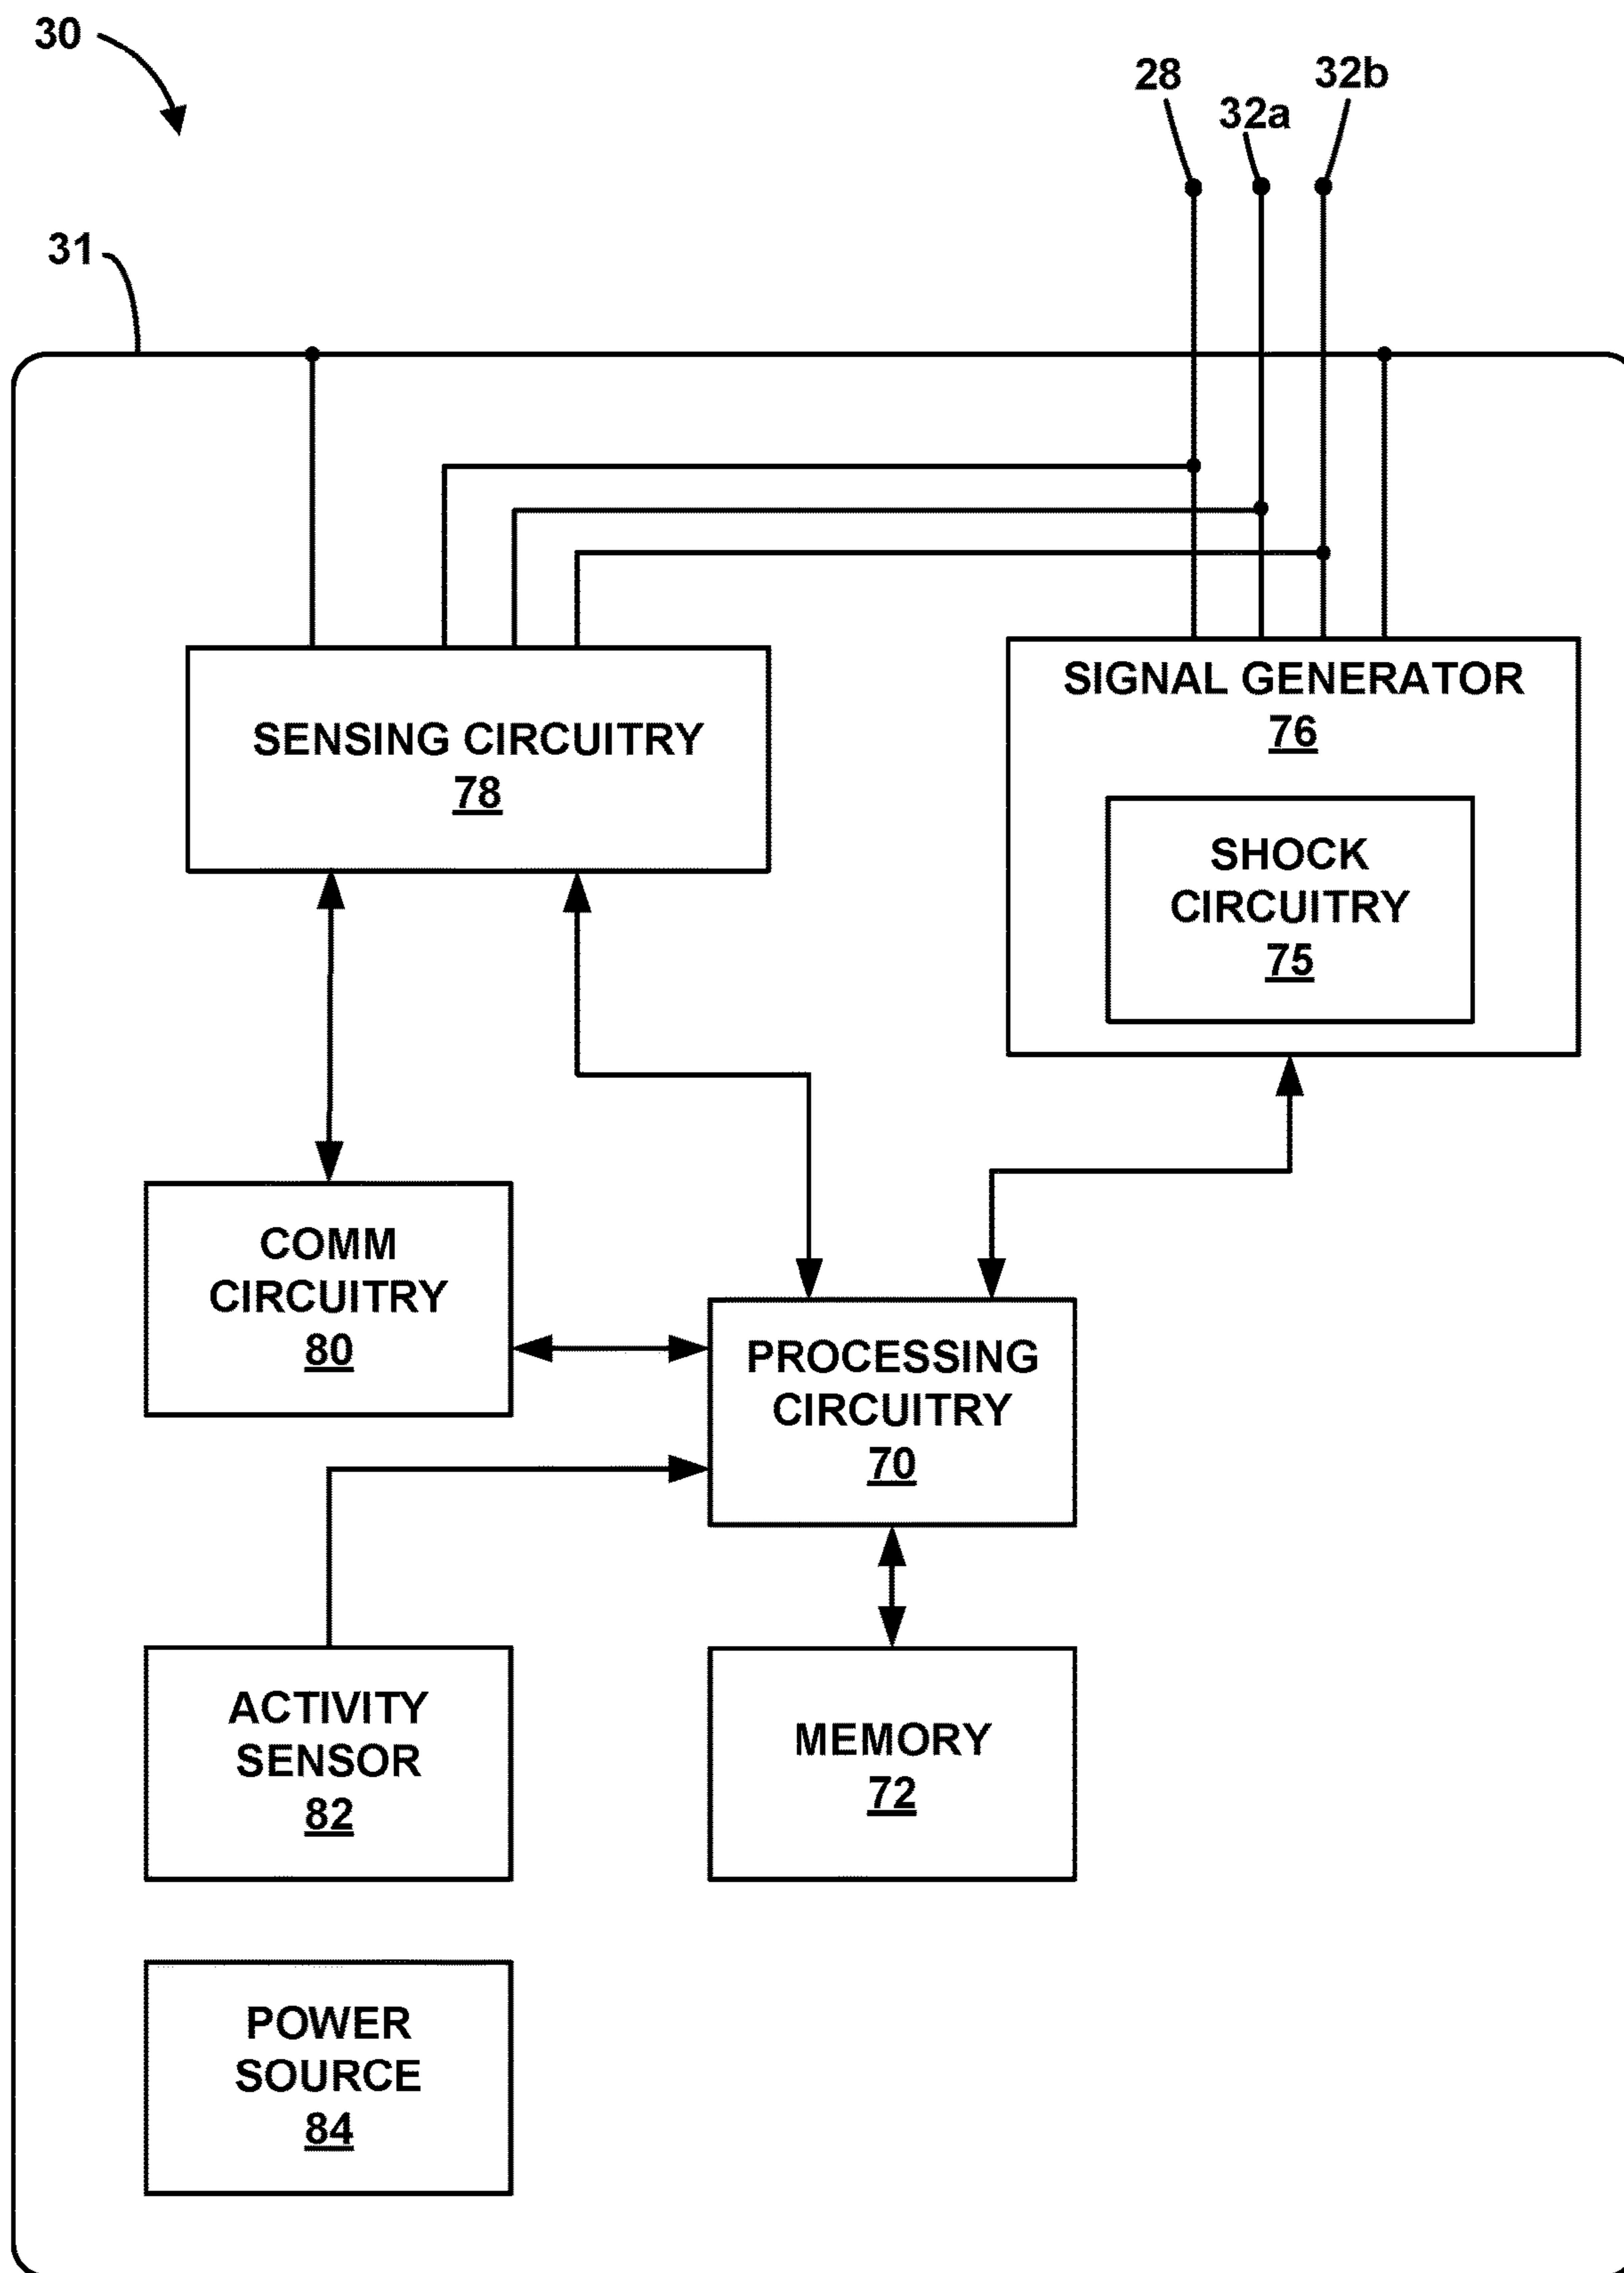 30
28
32b
32a
31
SIGNAL GENERATOR
76
SENSING CIRCUITRY
78
SHOCK
CIRCUITRY
75
COMM
CIRCUITRY
80
PROCESSING
CIRCUITRY
70
ACTIVITY
SENSOR
82
MEMORY
72
POWER
SOURCE
84